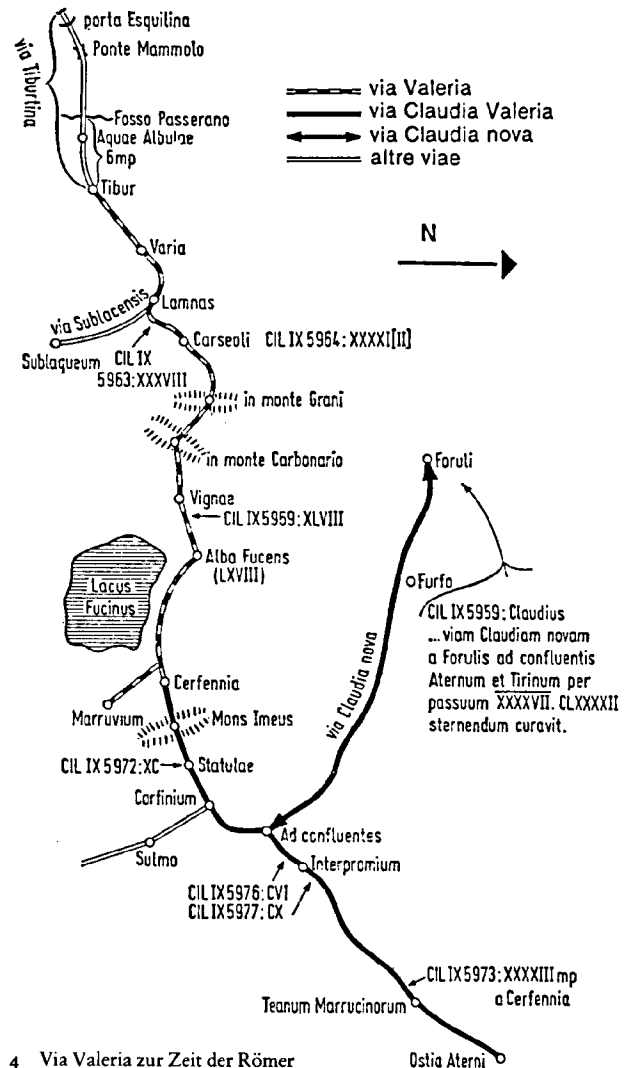 porta Esquilina
Ponte Mammolo
via Tiburtina
Fosso Passerano
Aquae Albulae
6mp
Tibur
via Valeria
via Claudia Valeria
via Claudia nova
altre viae
N
Varia
Lamnas
via Sublacensis
Sublaqueum
CIL IX
5963: XXXVIII
Carseoli CIL IX 5964: XXXXI[II]
in monte Grani
in monte Carbonario
Vignae
CIL IX 5959: XLVIII
Alba Fucens
(LXVIII)
Lacus
Fucinus
Foruli
Furfo
CIL IX 5959: Claudius
...viam Claudiam novam
a Forulis ad confluentis
Aternum et Tirinum per
passuum XXXXVII. CLXXXXII
sternendum curavit.
via Claudia nova
Cerfennia
Marruvium
Mons Imeus
CIL IX 5972: XC
Statulae
Corfinium
Sulmo
Ad confluentes
Interpromium
CIL IX 5976: CVI
CIL IX 5977: CX
CIL IX 5973: XXXXIII mp
a Cerfennia
Teanum Marrucinorum
Ostia Aterni
4 Via Valeria zur Zeit der Römer